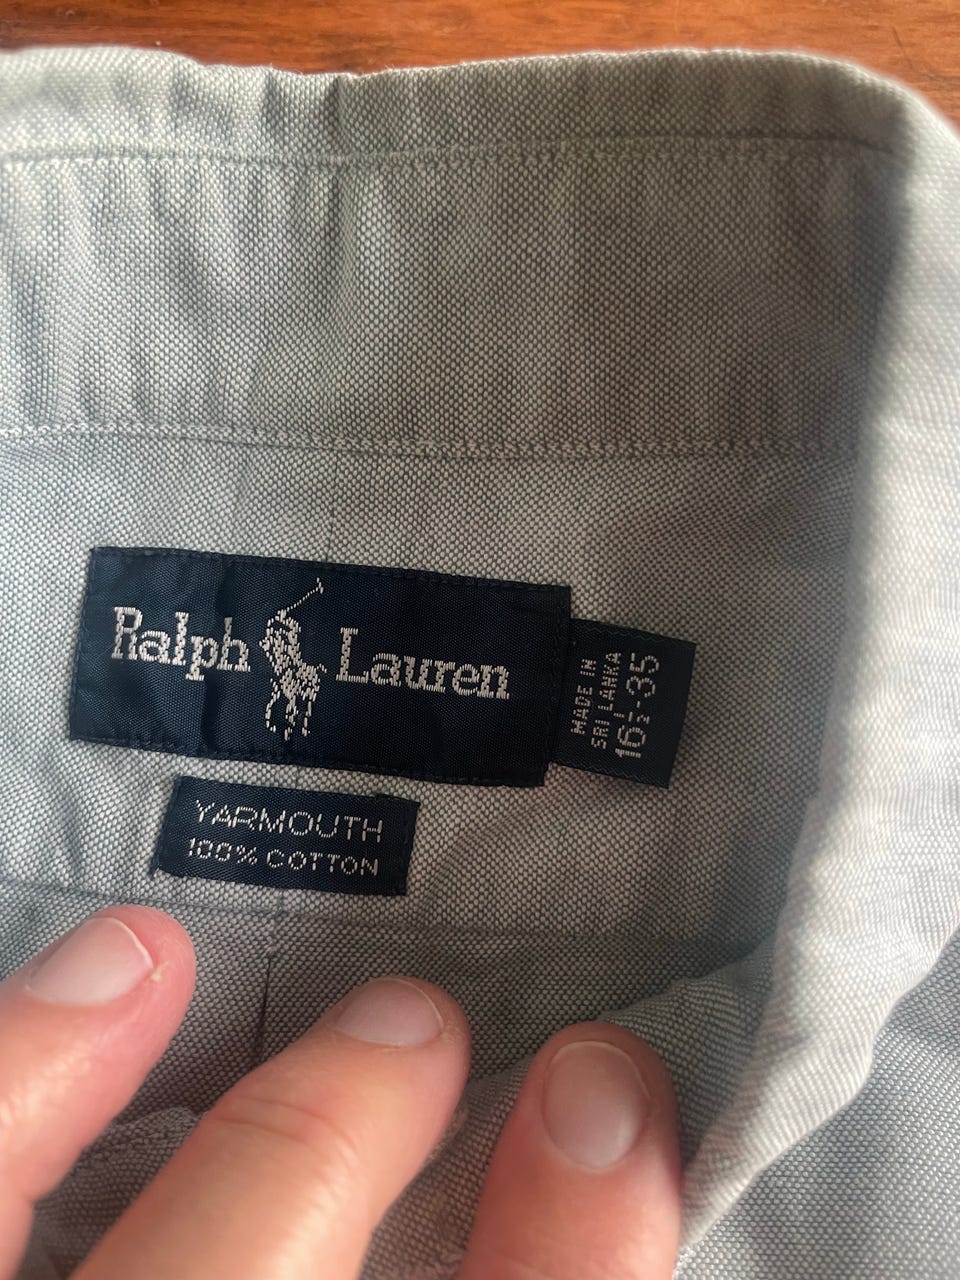 Ralph Lauren
MADE IN
SRI LANKA
16½-35
YARMOUTH
100% COTTON